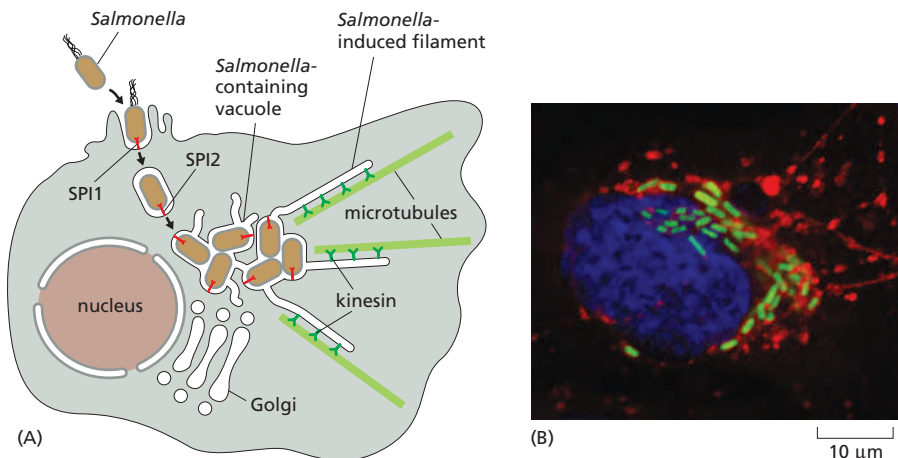 Salmonella
Salmonella-
induced filament
Salmonella-
containing
vacuole
SPI2
SPI1
microtubules
nucleus
kinesin
Golgi
(A)
(B)
10 μm